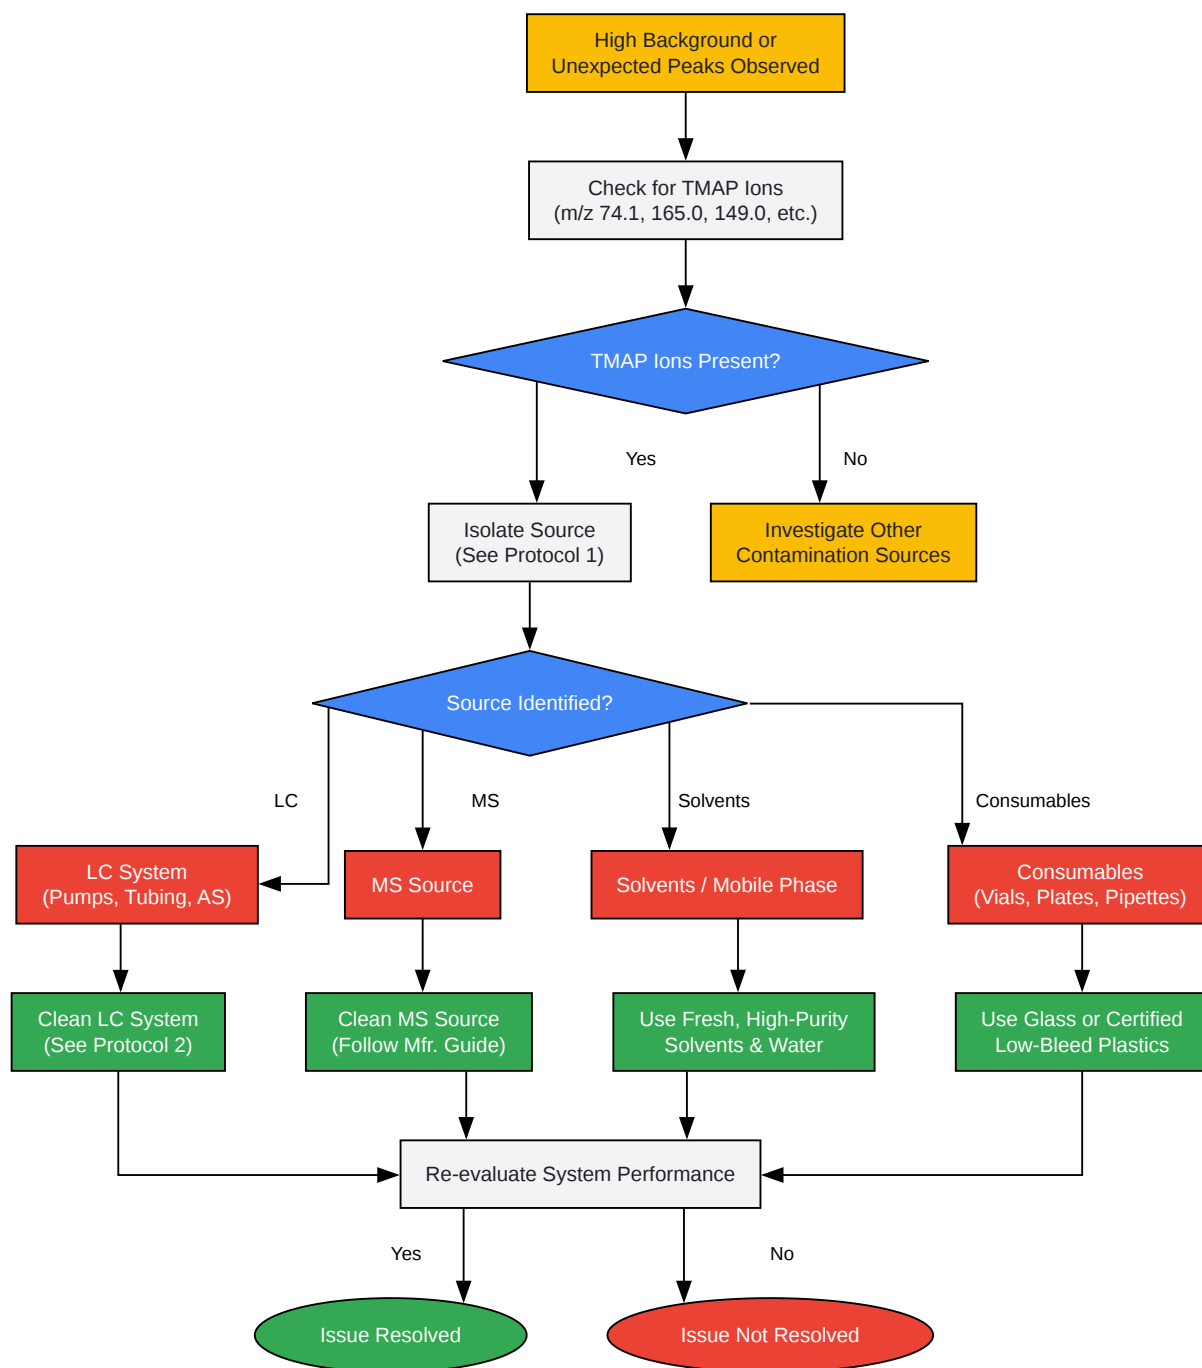 High Background or
Unexpected Peaks Observed
Check for TMAP Ions
(m/z 74.1, 165.0, 149.0, etc.)
TMAP Ions Present?
Yes
No
Isolate Source
(See Protocol 1)
Investigate Other
Contamination Sources
Source Identified?
LC
MS
Solvents
Consumables
LC System
(Pumps, Tubing, AS)
MS Source
Solvents / Mobile Phase
Consumables
(Vials, Plates, Pipettes)
Clean LC System
(See Protocol 2)
Clean MS Source
(Follow Mfr. Guide)
Use Fresh, High-Purity
Solvents & Water
Use Glass or Certified
Low-Bleed Plastics
Re-evaluate System Performance
Yes
No
Issue Resolved
Issue Not Resolved